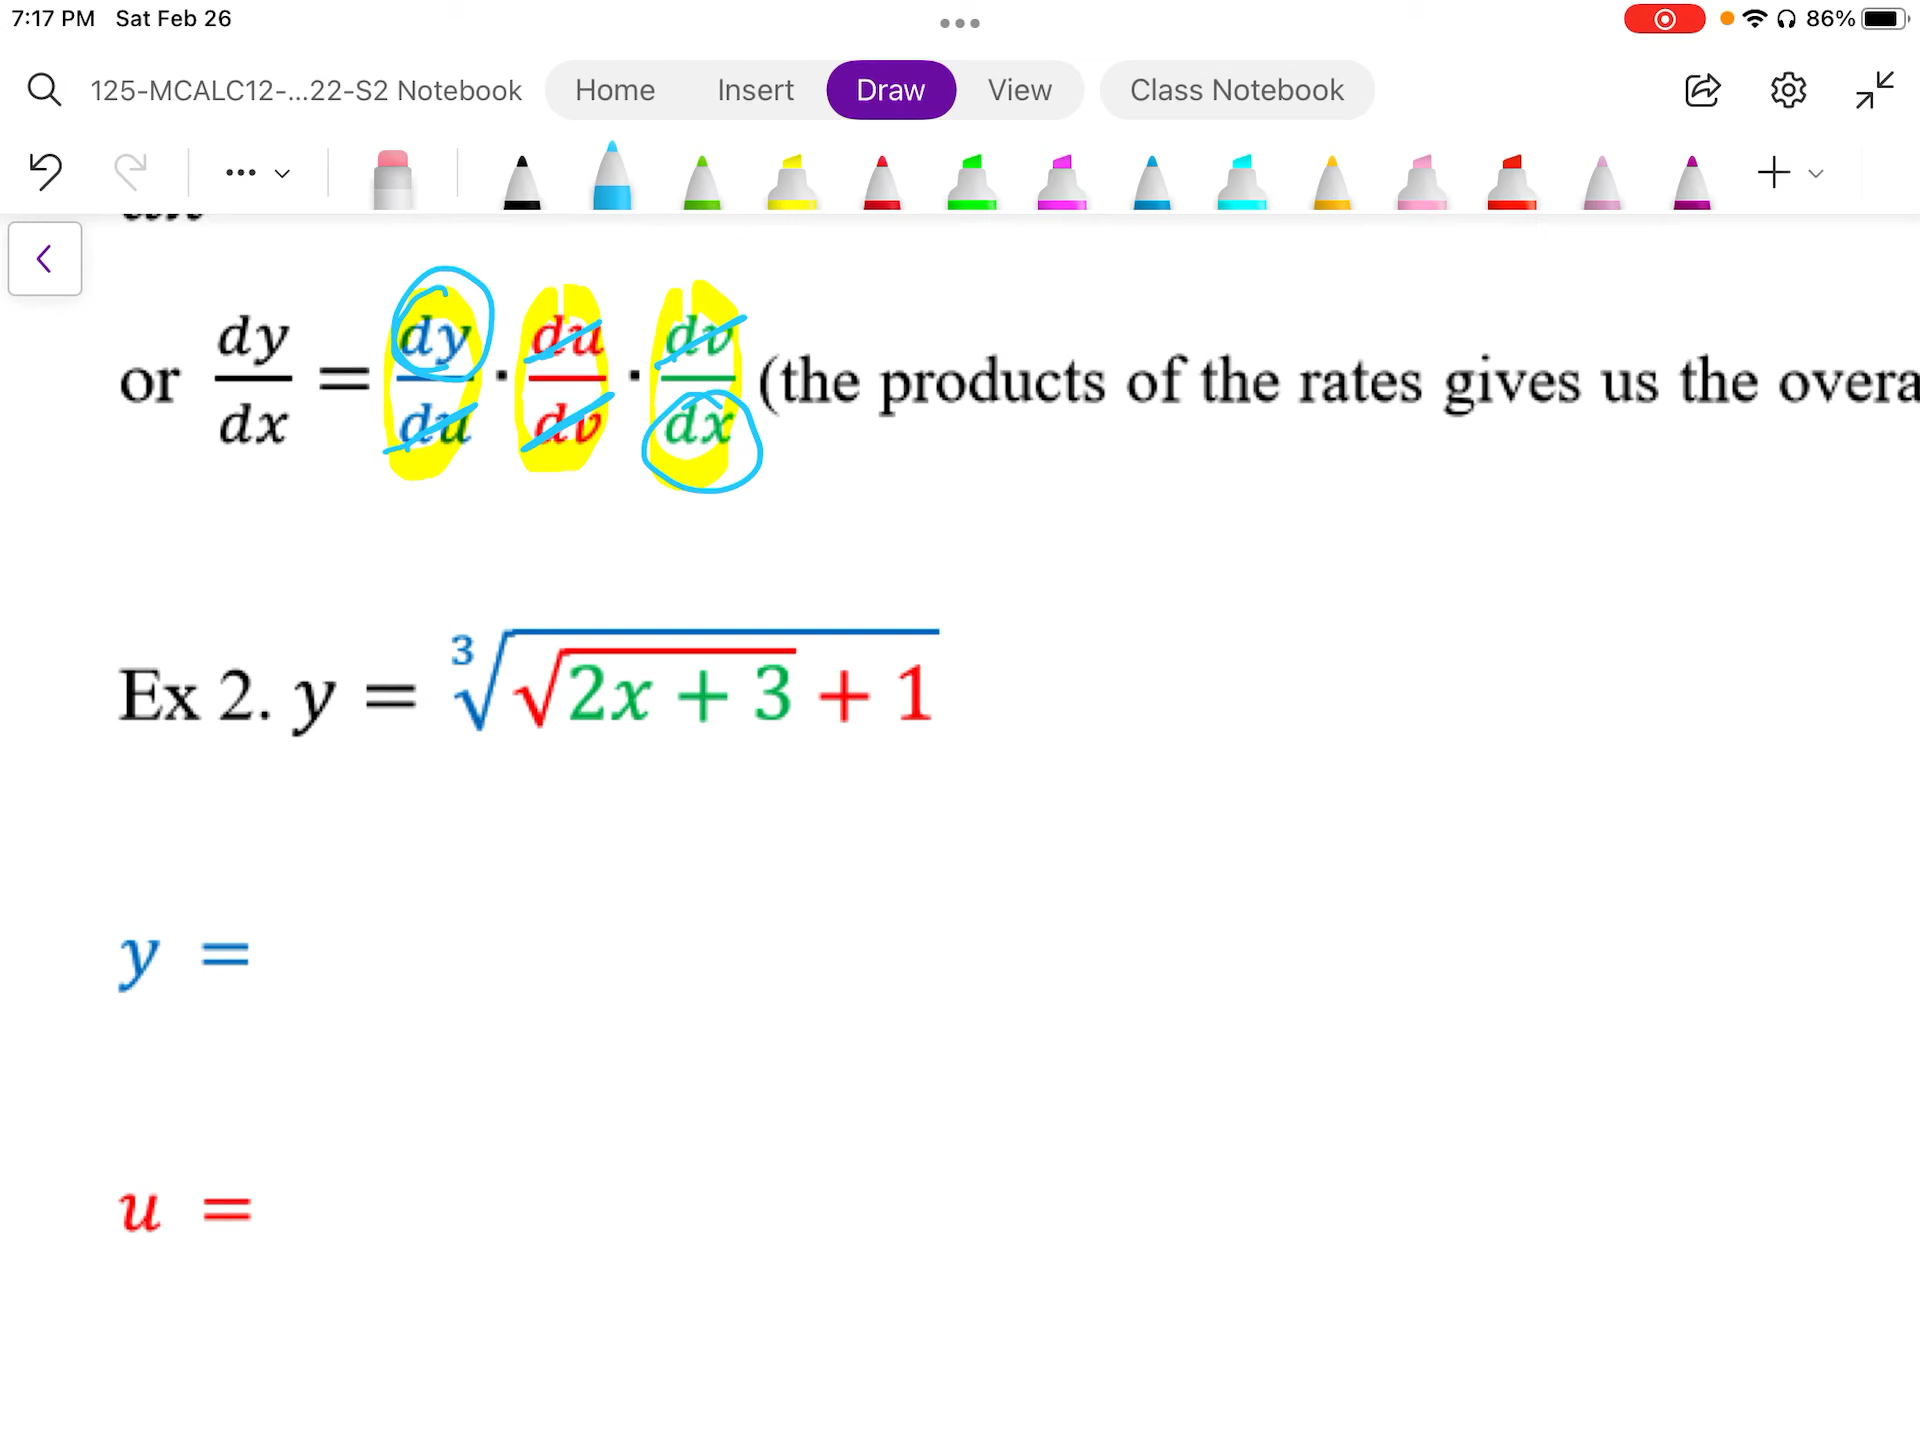 7:17 PM Sat Feb 26 86%
125-MCALC12-...22-S2 Notebook Home Insert Draw View Class Notebook
or dy/dx = dy/du · du/dv · dv/dx (the products of the rates gives us the overa
Ex 2. y = ∛(√(2x + 3) + 1)
y =
u =